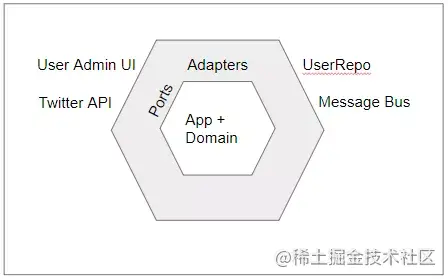 User Admin UI
Adapters
UserRepo
Twitter API
Ports
Message Bus
App +
Domain
@稀土掘金技术社区